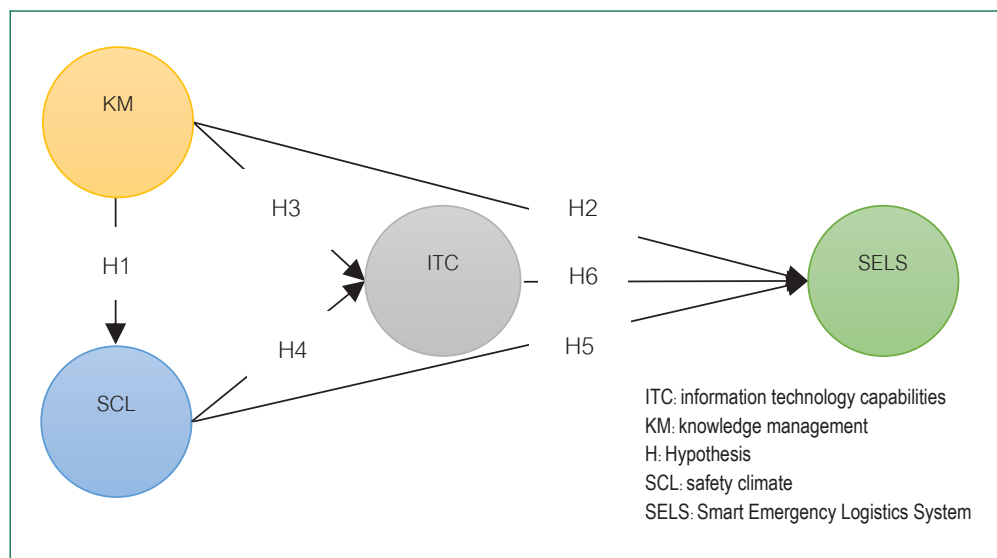 KM
H3
H2
H1
ITC
H6
SELS
H4
H5
SCL
ITC: information technology capabilities
KM: knowledge management
H: Hypothesis
SCL: safety climate
SELS: Smart Emergency Logistics System